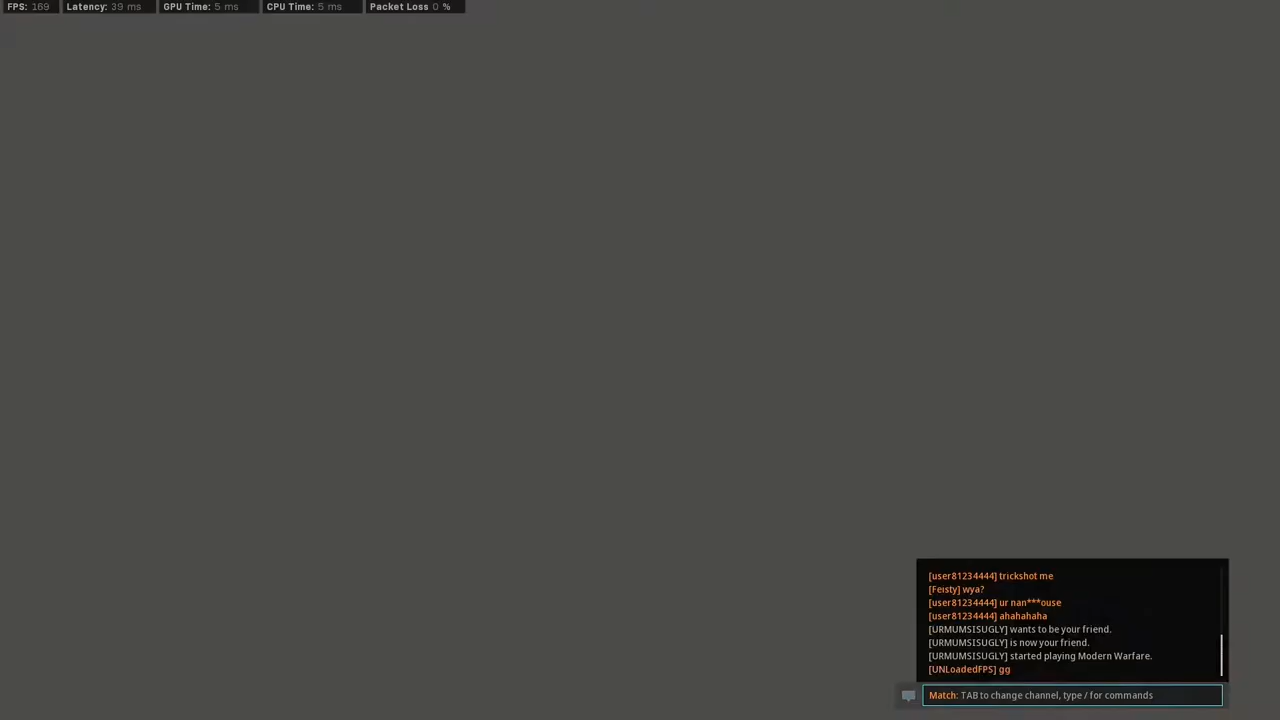 FPS: 169 Latency: 39 ms GPU Time: 5 ms CPU Time: 5 ms Packet Loss 0 %
[user81234444] trickshot me
[Feisty] wya?
[user81234444] ur nan***ouse
[user81234444] ahahahaha
[URMUMSISUGLY] wants to be your friend.
[URMUMSISUGLY] is now your friend.
[URMUMSISUGLY] started playing Modern Warfare.
[UNLoadedFPS] gg
Match: TAB to change channel, type / for commands